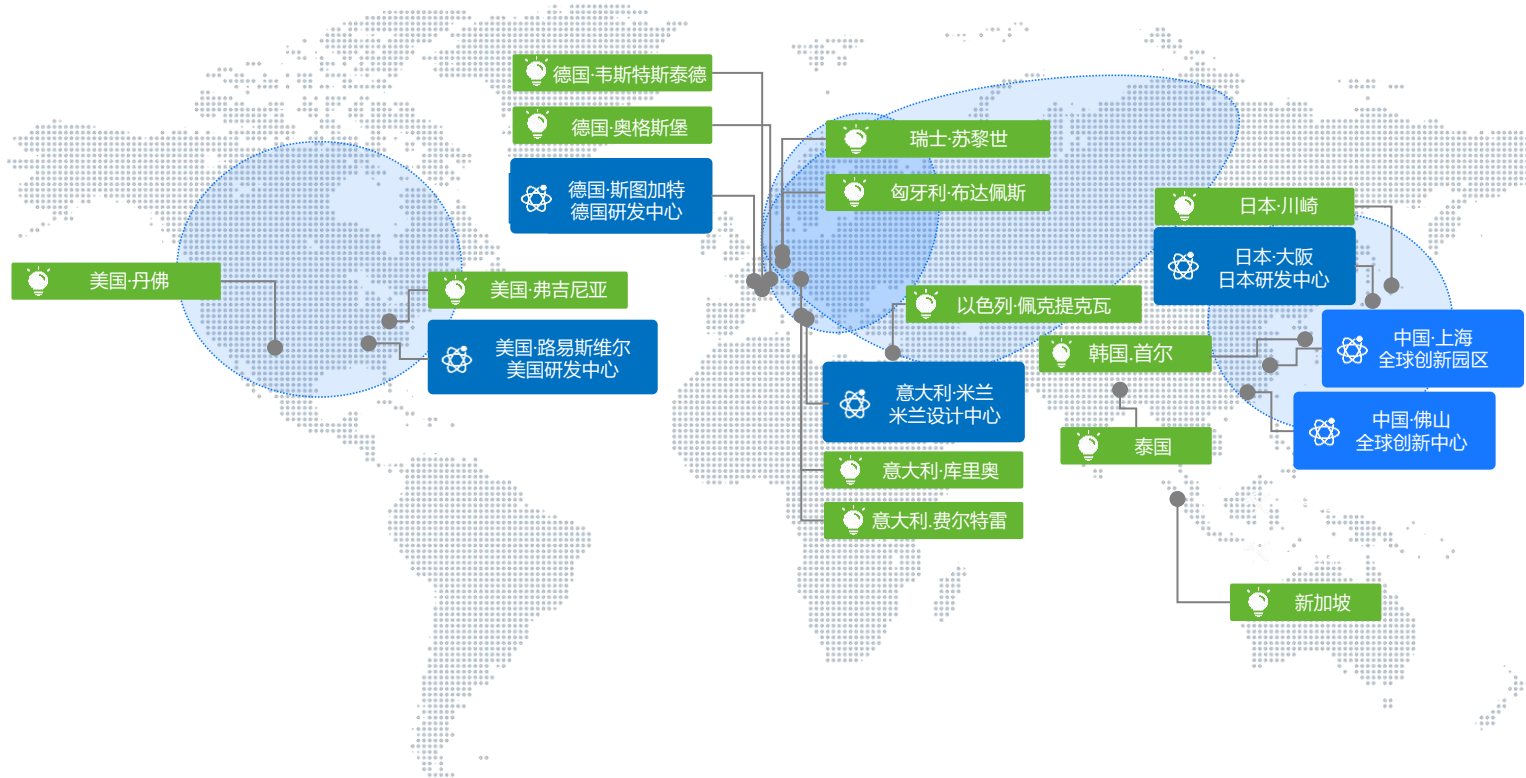 德国·韦斯特斯泰德
德国·奥格斯堡
德国·斯图加特
德国研发中心
瑞士·苏黎世
匈牙利·布达佩斯
日本·川崎
日本·大阪
日本研发中心
美国·丹佛
美国·弗吉尼亚
美国·路易斯维尔
美国研发中心
以色列·佩克提克瓦
韩国.首尔
中国·上海
全球创新园区
意大利·米兰
米兰设计中心
中国·佛山
全球创新中心
泰国
意大利·库里奥
意大利.费尔特雷
新加坡